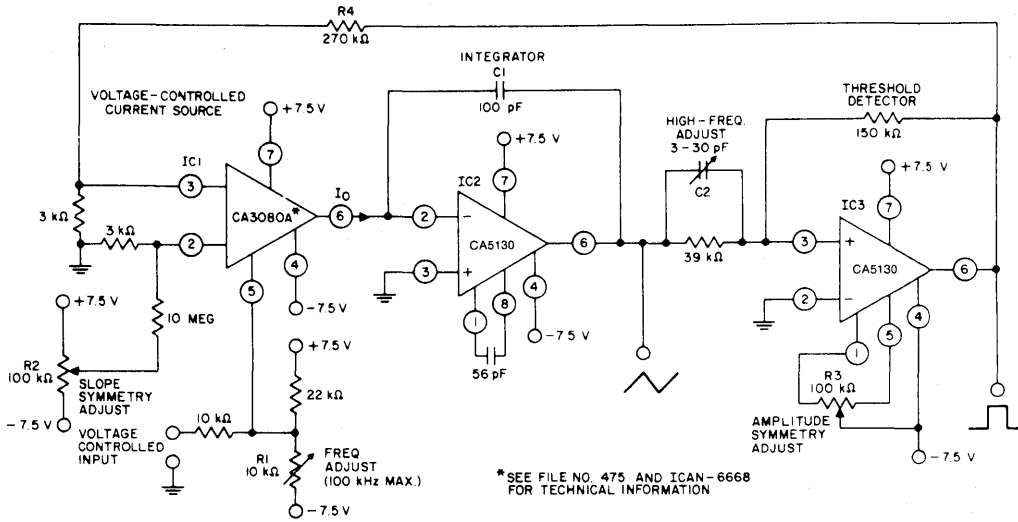 R4
270 kΩ
INTEGRATOR
C1
100 pF
VOLTAGE-CONTROLLED
CURRENT SOURCE
+7.5 V
7
IC1
3
CA3080A*
I_O
6
3 kΩ
3 kΩ
2
4
-7.5 V
5
10 MEG
+7.5 V
R2
100 kΩ
SLOPE
SYMMETRY
ADJUST
-7.5 V
VOLTAGE
CONTROLLED
INPUT
10 kΩ
+7.5 V
22 kΩ
R1
10 kΩ
FREQ
ADJUST
(100 kHz MAX.)
-7.5 V
+7.5 V
7
IC2
2
-
CA5130
6
3
+
1
8
4
-7.5 V
56 pF
HIGH-FREQ.
ADJUST
3-30 pF
C2
39 kΩ
THRESHOLD
DETECTOR
150 kΩ
+7.5 V
7
IC3
3
+
CA5130
6
2
-
1
5
4
R3
100 kΩ
AMPLITUDE
SYMMETRY
ADJUST
-7.5 V
*SEE FILE NO. 475 AND ICAN-6668
FOR TECHNICAL INFORMATION